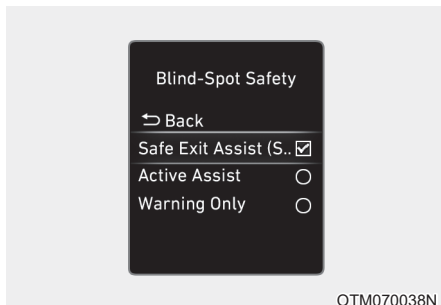 Blind-Spot Safety
Back
Safe Exit Assist (S..
Active Assist
Warning Only
OTM070038N